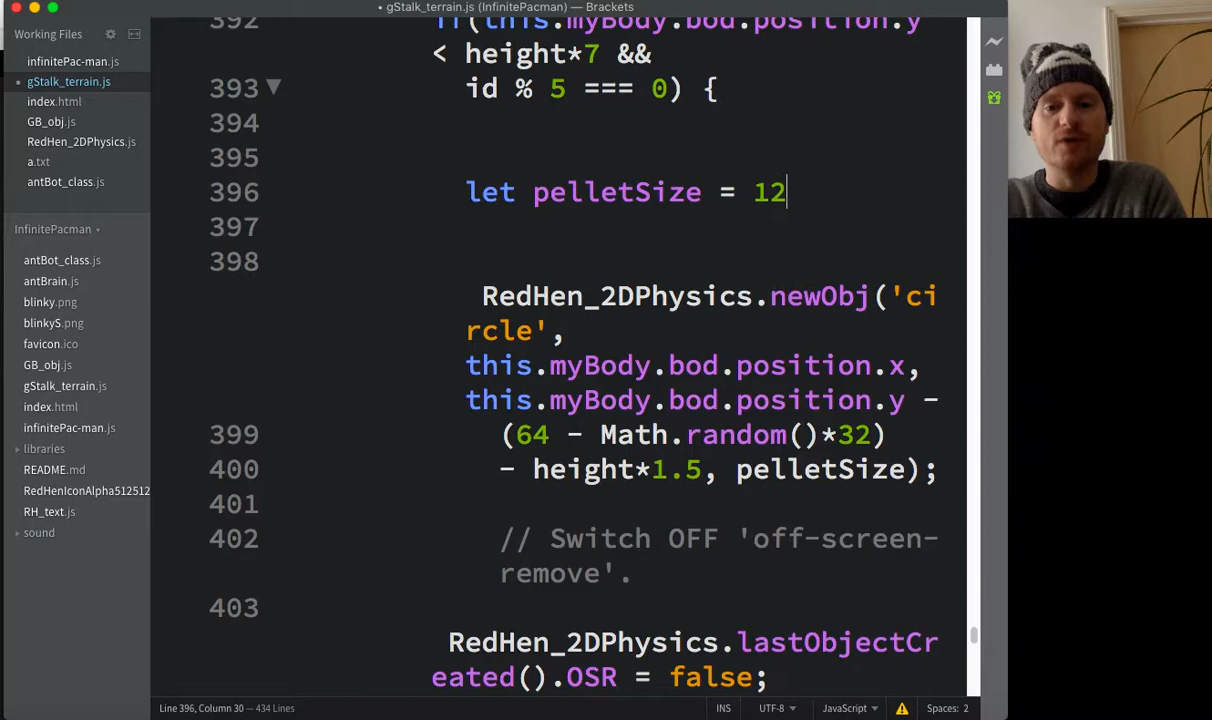 gStalk_terrain.js (InfinitePacman) — Brackets
Working Files
infinitePac-man.js
gStalk_terrain.js
index.html
GB_obj.js
RedHen_2DPhysics.js
a.txt
antBot_class.js
InfinitePacman
antBot_class.js
antBrain.js
blinky.png
blinkyS.png
favicon.ico
GB_obj.js
gStalk_terrain.js
index.html
infinitePac-man.js
libraries
README.md
RedHenIconAlpha512512
RH_text.js
sound
392 if(this.myBody.bod.position.y
< height*7 &&
393 id % 5 === 0) {
394
395
396 let pelletSize = 12
397
398
RedHen_2DPhysics.newObj('ci
rcle',
this.myBody.bod.position.x,
this.myBody.bod.position.y -
399 (64 - Math.random()*32)
400 - height*1.5, pelletSize);
401
402 // Switch OFF 'off-screen-
remove'.
403
RedHen_2DPhysics.lastObjectCr
eated().OSR = false;
Line 396, Column 30 — 434 Lines
INS UTF-8 JavaScript Spaces: 2